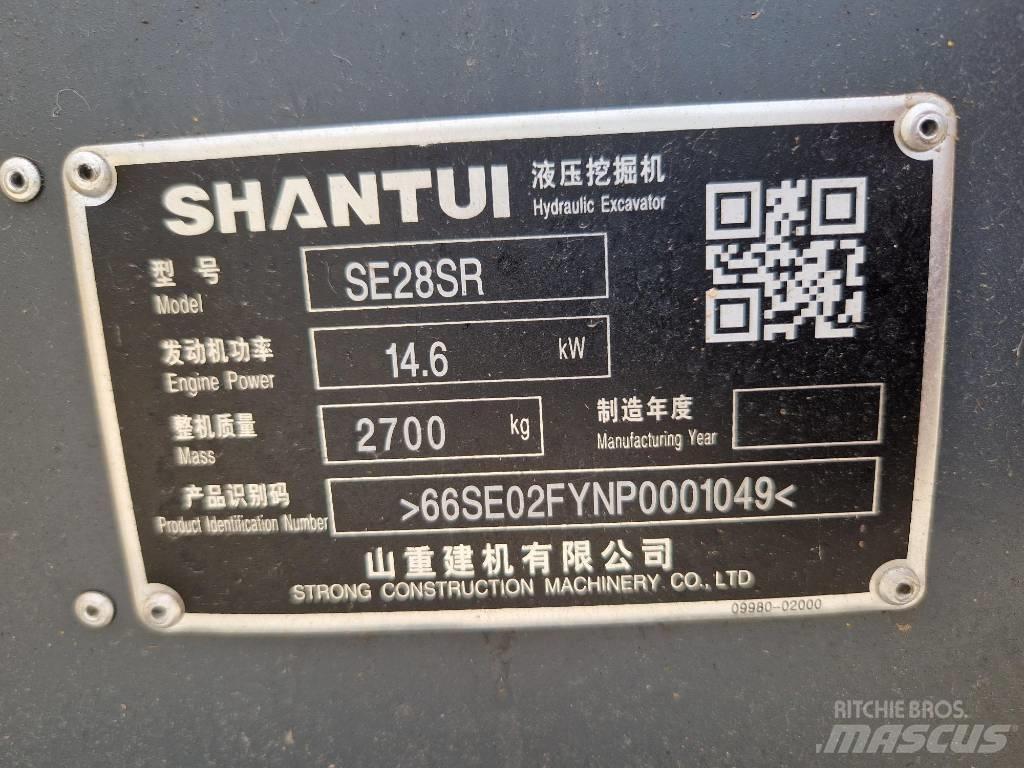 SHANTUI
液压挖掘机
Hydraulic Excavator
型号
Model
SE28SR
发动机功率
Engine Power
14.6 kW
整机质量
Mass
2700 kg
制造年度
Manufacturing Year
产品识别码
Product Identification Number
>66SE02FYNP0001049<
山重建机有限公司
STRONG CONSTRUCTION MACHINERY CO., LTD
09980-02000
RITCHIE BROS.
MASCUS